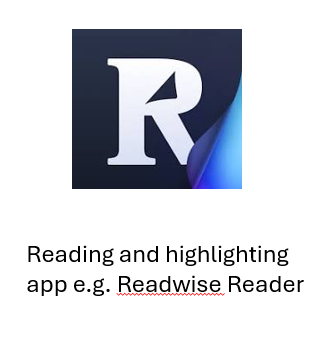 R
Reading and highlighting
app e.g. Readwise Reader